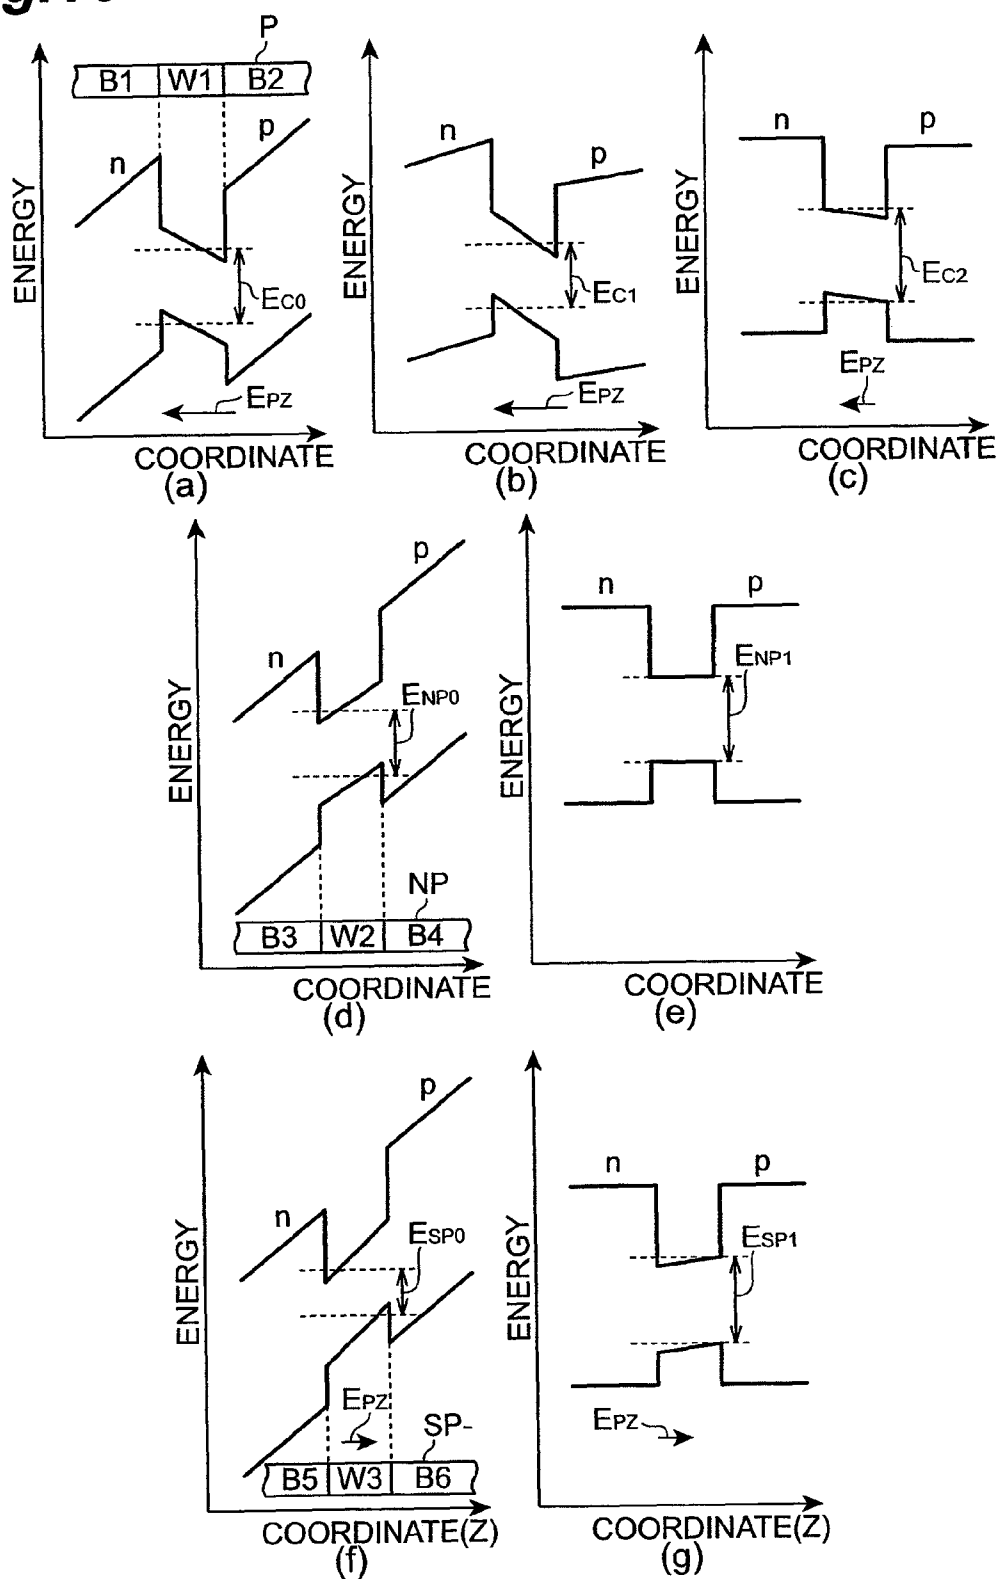 P
B1 W1 B2
n p
ENERGY
EC0
EPZ
COORDINATE
(a)
n p
ENERGY
EC1
EPZ
COORDINATE
(b)
n p
ENERGY
EC2
EPZ
COORDINATE
(c)
n p
ENERGY
ENP0
NP
B3 W2 B4
COORDINATE
(d)
n p
ENERGY
ENP1
COORDINATE
(e)
n p
ENERGY
ESP0
EPZ
SP-
B5 W3 B6
COORDINATE(Z)
(f)
n p
ENERGY
ESP1
EPZ
COORDINATE(Z)
(g)